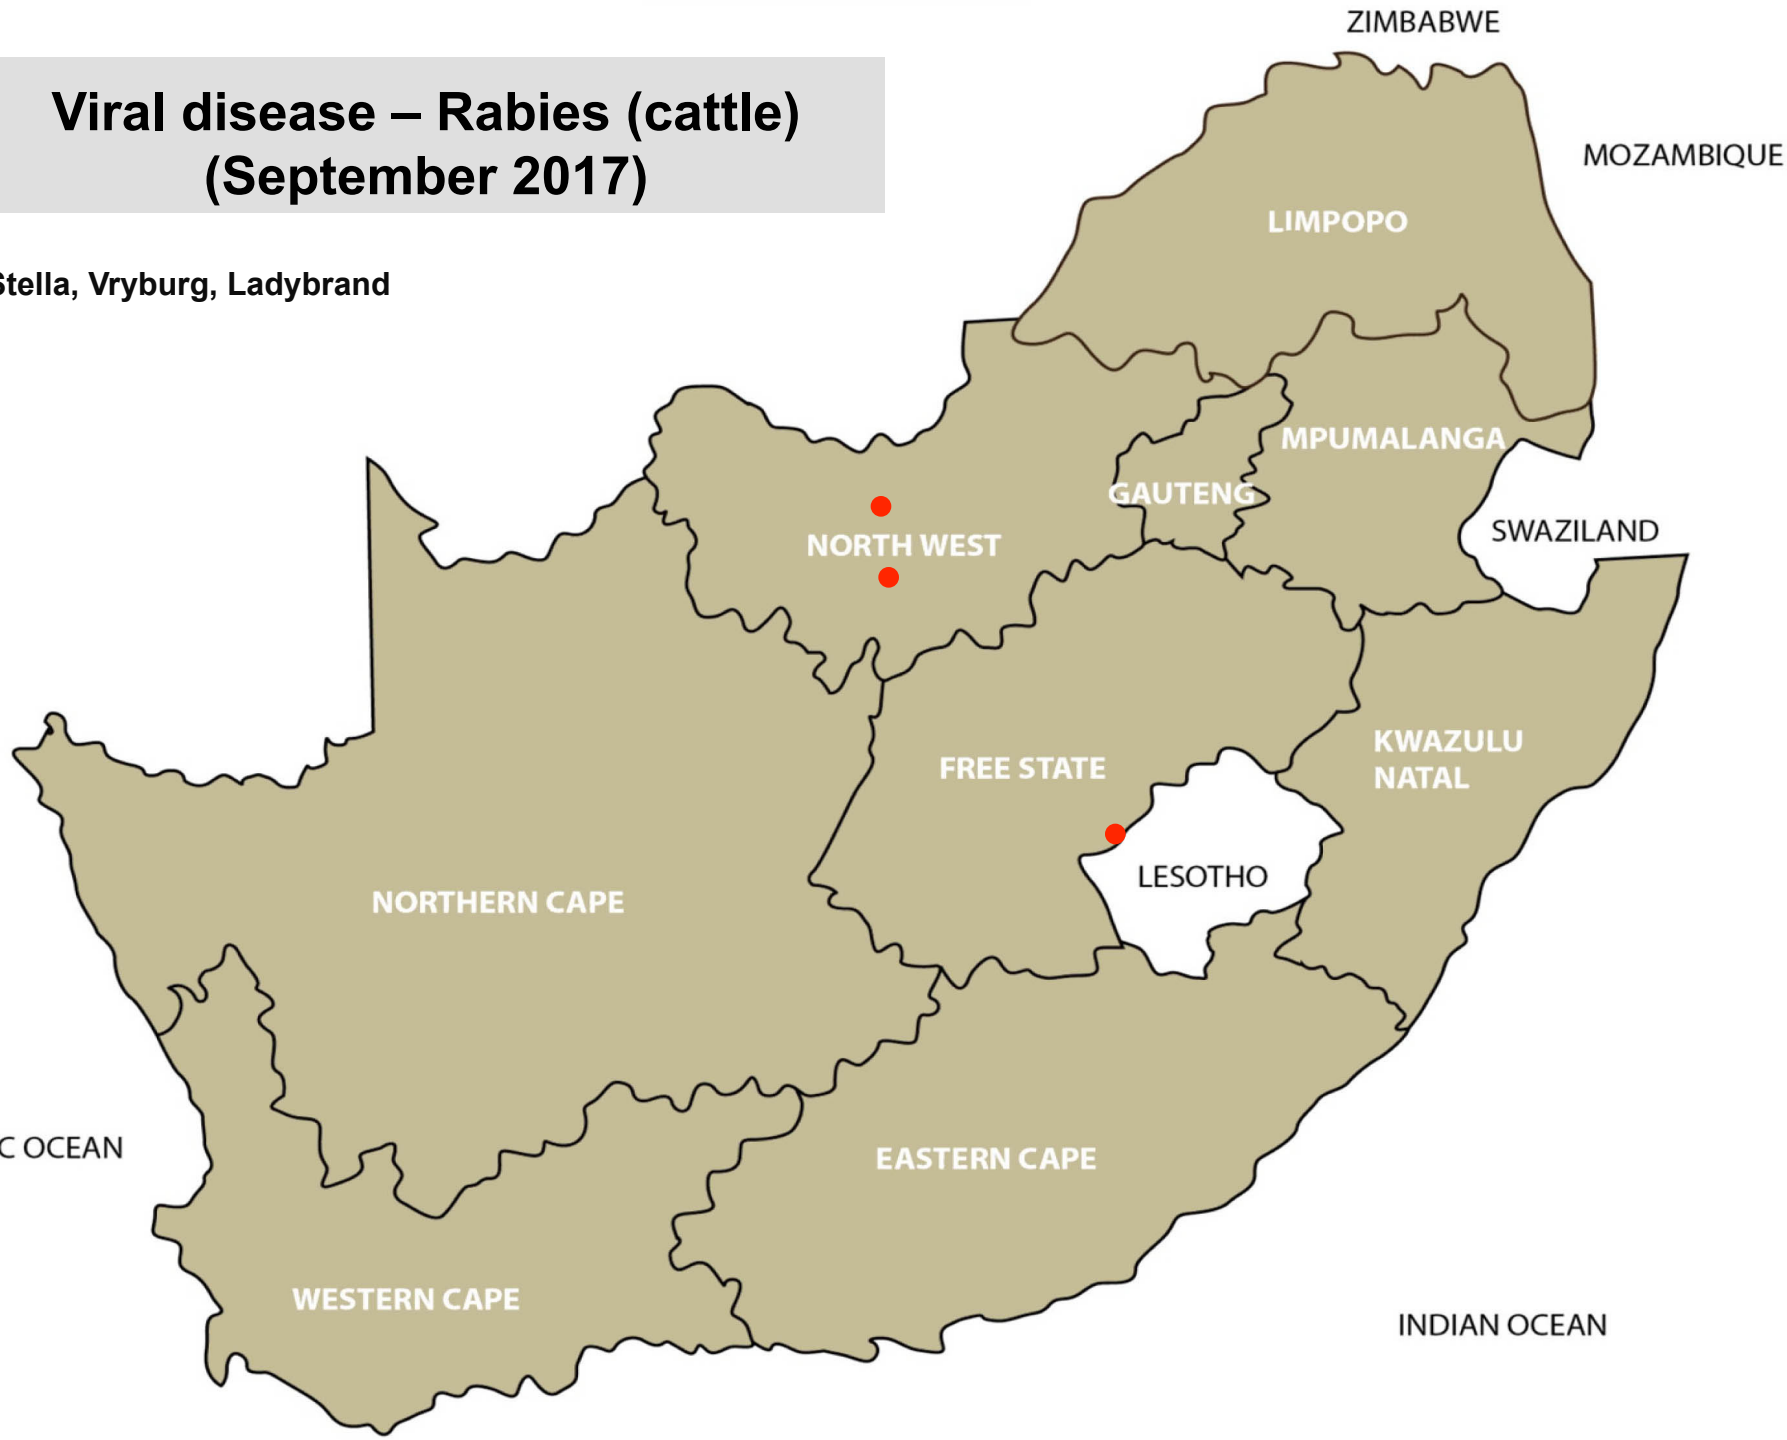 ZIMBABWE
Viral disease – Rabies (cattle)
(September 2017)
MOZAMBIQUE
LIMPOPO
Stella, Vryburg, Ladybrand
MPUMALANGA
GAUTENG
SWAZILAND
NORTH WEST
KWAZULU
NATAL
FREE STATE
LESOTHO
NORTHERN CAPE
C OCEAN
EASTERN CAPE
WESTERN CAPE
INDIAN OCEAN